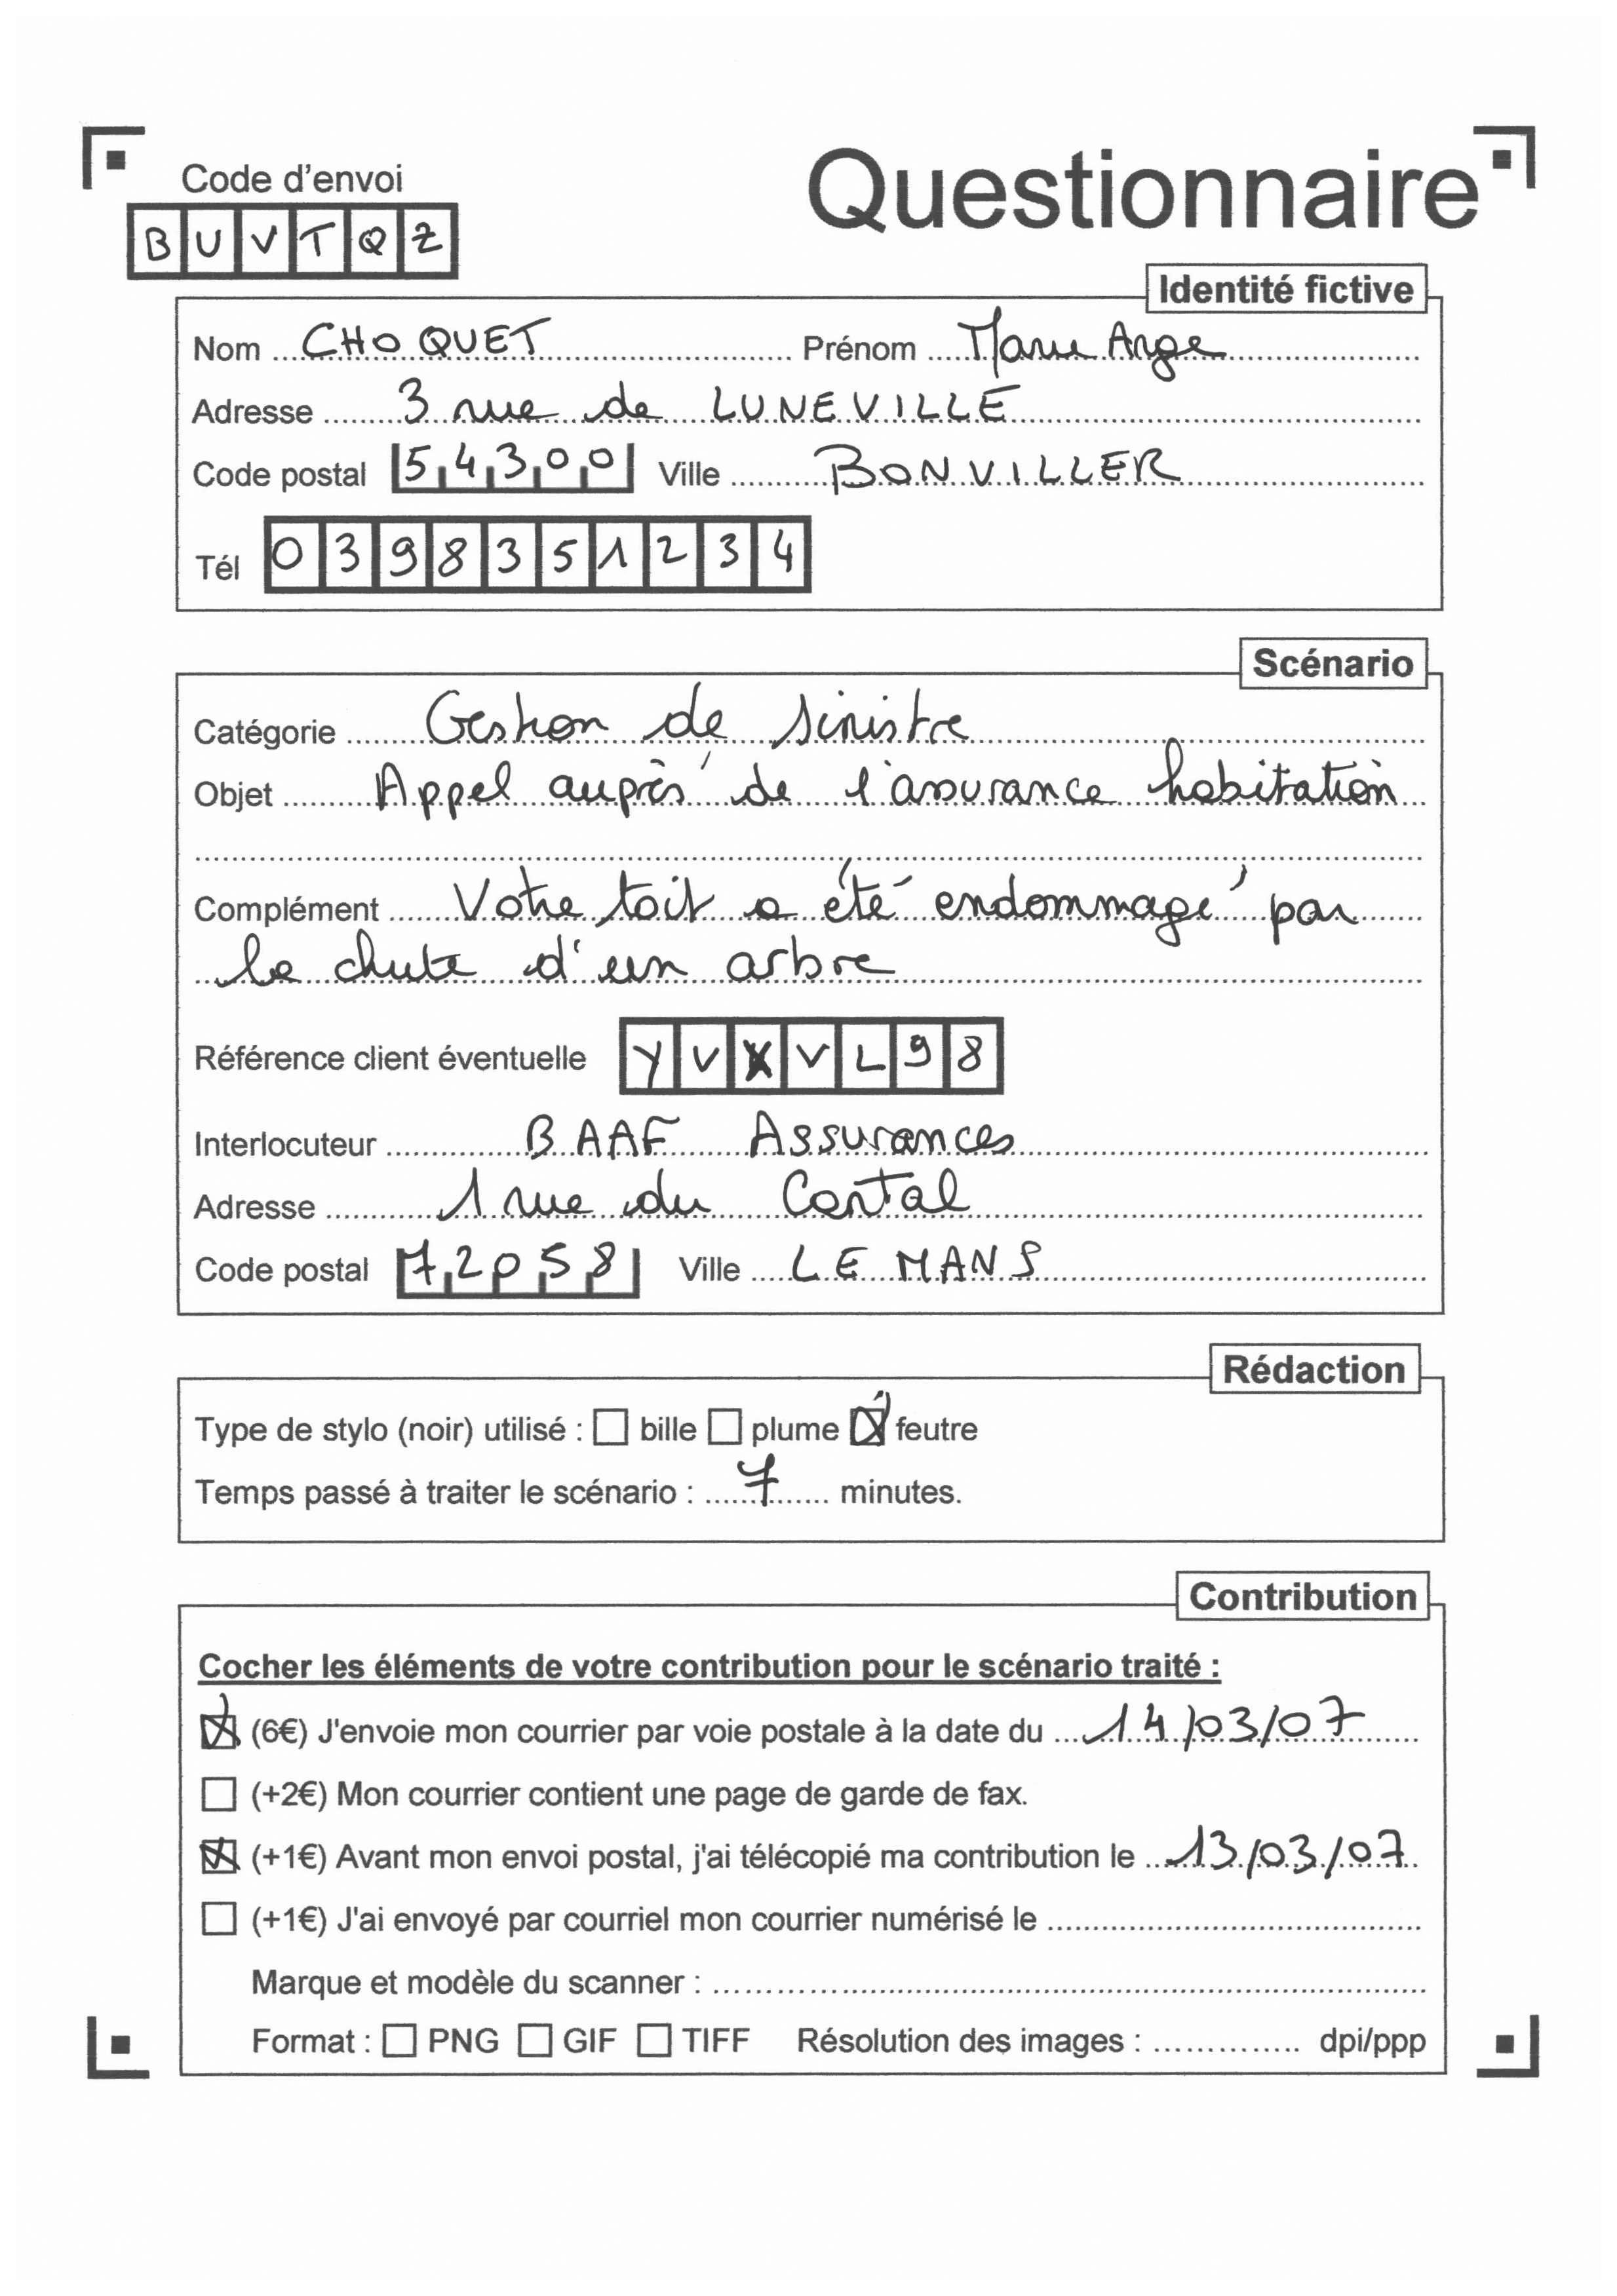 Code d'envoi
Questionnaire
BUVTQZ
Identité fictive
Nom CHOQUET Prénom Marie Ange
Adresse 3 rue de LUNEVILLE
Code postal 54300 Ville BONVILLER
Tél 0398351234
Scénario
Catégorie Gestion de sinistre
Objet Appel auprès de l'assurance habitation
Complément Votre toit a été endommagé par
la chute d'un arbre
Référence client éventuelle YVXVL98
Interlocuteur BAAF Assurances
Adresse 1 rue du Cantal
Code postal 72058 Ville LE MANS
Rédaction
Type de stylo (noir) utilisé : bille plume feutre
Temps passé à traiter le scénario : 7 minutes.
Contribution
Cocher les éléments de votre contribution pour le scénario traité :
(6€) J'envoie mon courrier par voie postale à la date du 14/03/07
(+2€) Mon courrier contient une page de garde de fax.
(+1€) Avant mon envoi postal, j'ai télécopié ma contribution le 13/03/07
(+1€) J'ai envoyé par courriel mon courrier numérisé le
Marque et modèle du scanner :
Format : PNG GIF TIFF Résolution des images : dpi/ppp